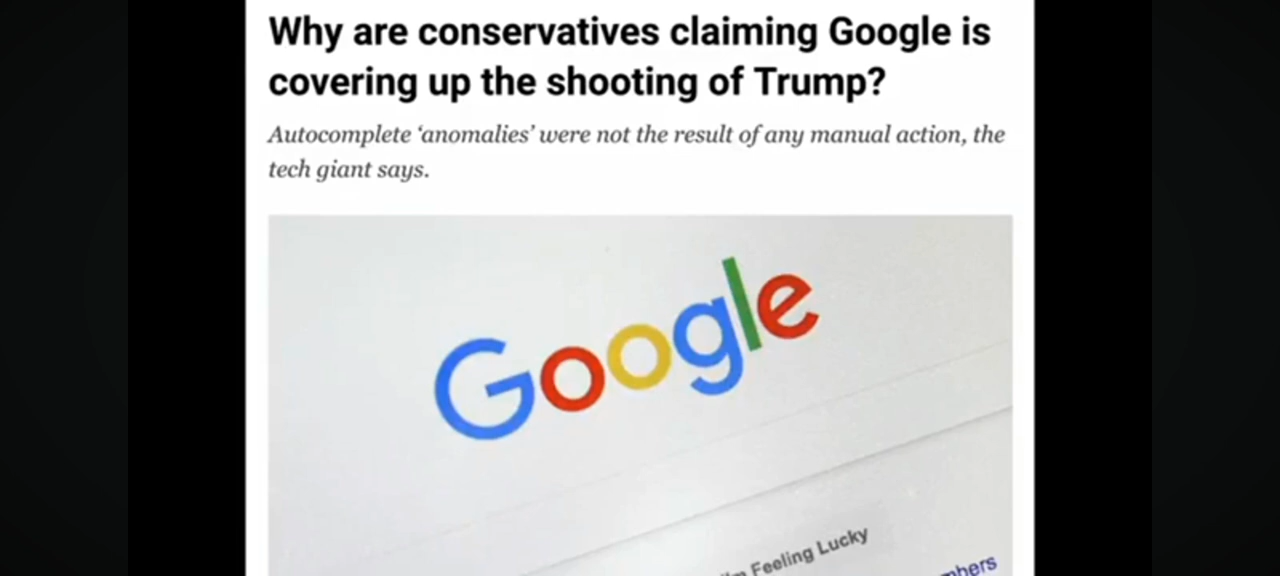 Why are conservatives claiming Google is
covering up the shooting of Trump?
Autocomplete ‘anomalies’ were not the result of any manual action, the
tech giant says.
Google
Feeling Lucky